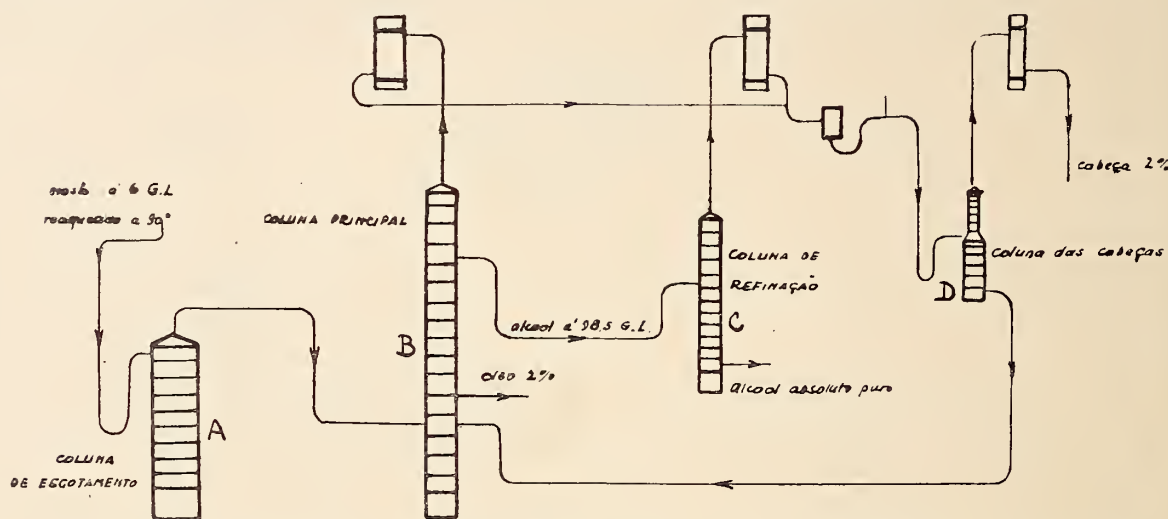 mosto a 6 G.L
reaquecido a 90°
COLUNA PRINCIPAL
cabeça 2%
COLUNA DE
REFINAÇÃO
coluna das cabeças
D
B
alcool a 98,5 G.L.
C
oleo 2%
alcool absoluto puro
A
COLUNA
DE ESGOTAMENTO